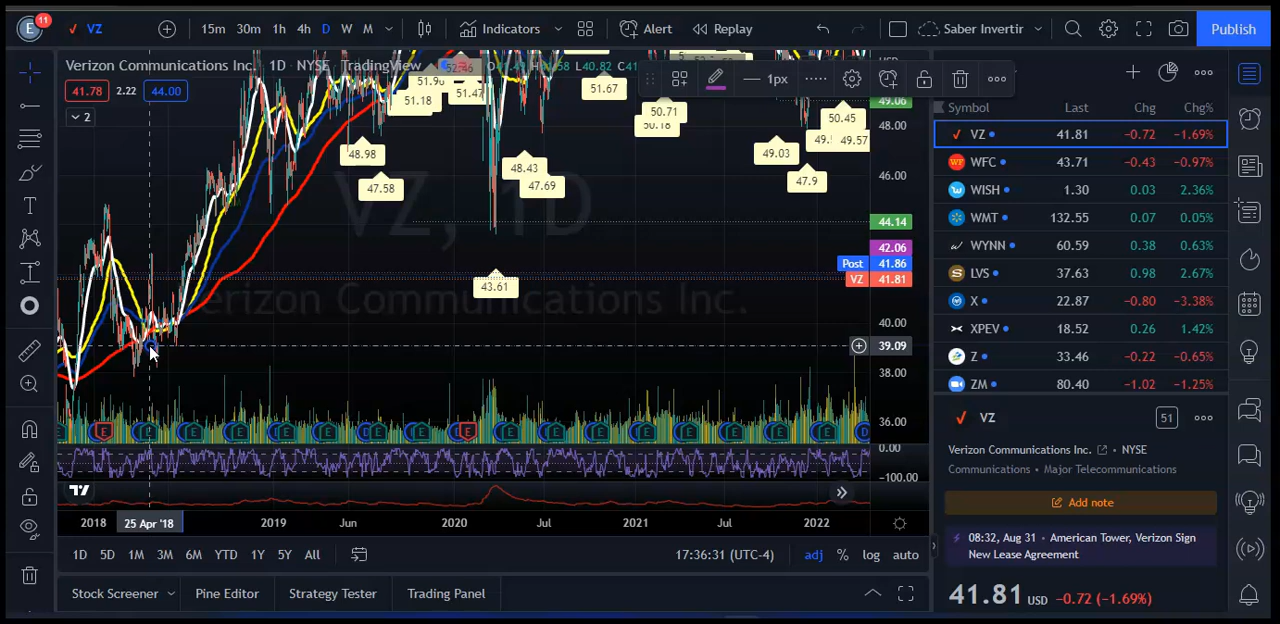 E 11 VZ 15m 30m 1h 4h D W M Indicators Alert Replay Saber Invertir Publish
Verizon Communications Inc. 1D NYSE TradingView
41.78 2.22 44.00
2
VZ, 1D
Verizon Communications Inc.
1px
51.18
51.47
51.67
50.71
50.18
48.98
47.58
48.43
47.69
43.61
49.03
47.9
50.45
49.57
49.06
48.00
46.00
44.14
42.06
Post 41.86
VZ 41.81
40.00
39.09
38.00
36.00
0.00
-100.00
2018 25 Apr '18 2019 Jun 2020 Jul 2021 Jul 2022
1D 5D 1M 3M 6M YTD 1Y 5Y All 17:36:31 (UTC-4) adj % log auto
Stock Screener Pine Editor Strategy Tester Trading Panel
Symbol Last Chg Chg%
VZ 41.81 -0.72 -1.69%
WFC 43.71 -0.43 -0.97%
WISH 1.30 0.03 2.36%
WMT 132.55 0.07 0.05%
WYNN 60.59 0.38 0.63%
LVS 37.63 0.98 2.67%
X 22.87 -0.80 -3.38%
XPEV 18.52 0.26 1.42%
Z 33.46 -0.22 -0.65%
ZM 80.40 -1.02 -1.25%
VZ 51
Verizon Communications Inc. • NYSE
Communications • Major Telecommunications
Add note
08:32, Aug 31 • American Tower, Verizon Sign
New Lease Agreement
41.81 USD -0.72 (-1.69%)